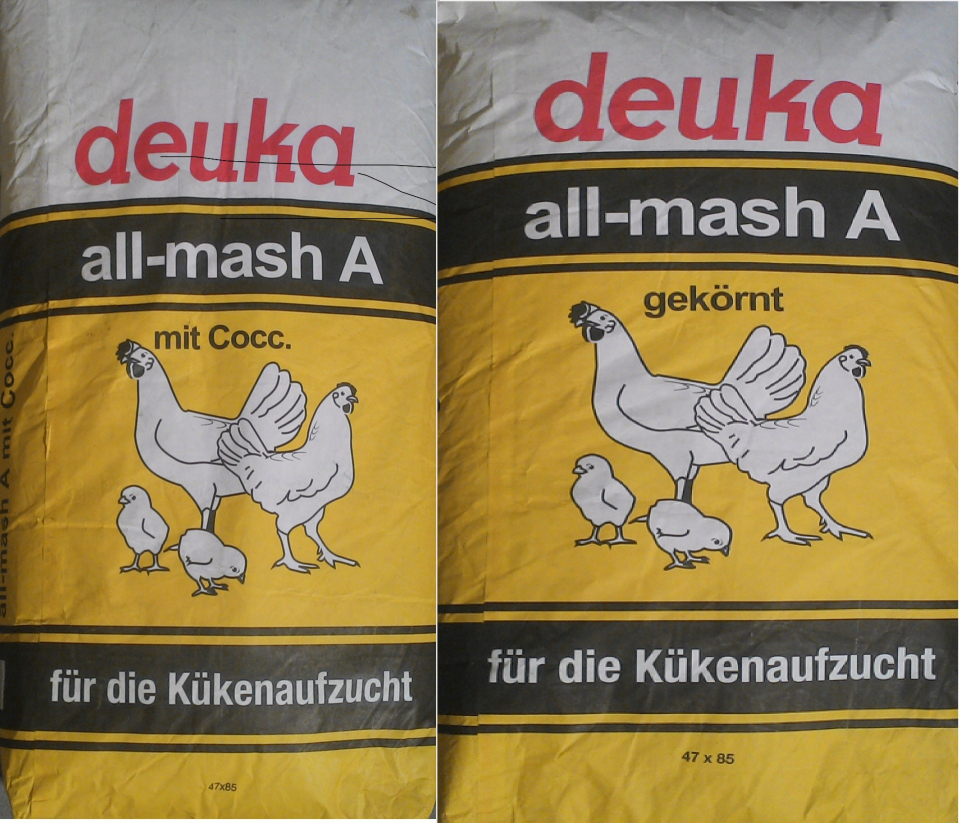 deuka
all-mash A
mit Cocc.
für die Kükenaufzucht
47x85
all-mash A mit Cocc.
deuka
all-mash A
gekörnt
für die Kükenaufzucht
47 x 85